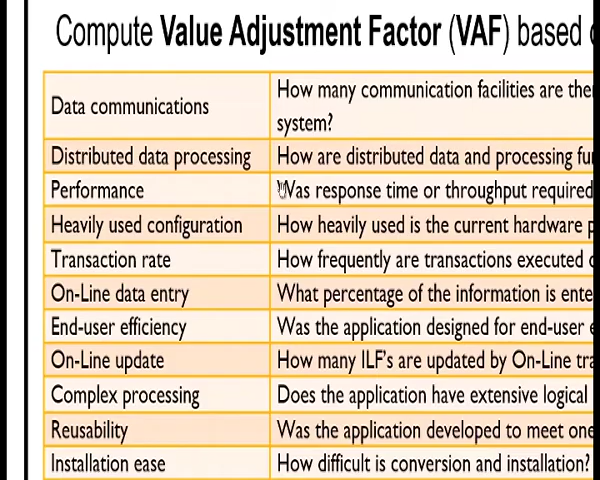 Compute Value Adjustment Factor (VAF) based
Data communications
How many communication facilities are
system?
Distributed data processing
How are distributed data and processing
Performance
Was response time or throughput required
Heavily used configuration
How heavily used is the current hardware
Transaction rate
How frequently are transactions executed
On-Line data entry
What percentage of the information is
End-user efficiency
Was the application designed for end-user
On-Line update
How many ILF's are updated by On-Line
Complex processing
Does the application have extensive logical
Reusability
Was the application developed to meet one
Installation ease
How difficult is conversion and installation?